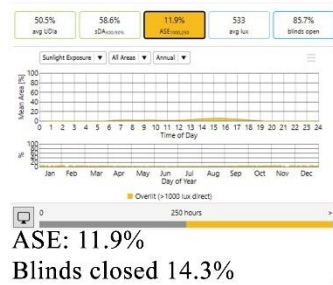 50.5% 58.6% 11.9% 533 85.7%
avg UDIa sDA300/50% ASE1000,250 avg lux blinds open
Sunlight Exposure ▼ All Areas ▼ Annual ▼
Mean Area [%]
100
80
60
40
20
0
0 1 2 3 4 5 6 7 8 9 10 11 12 13 14 15 16 17 18 19 20 21 22 23 24
Time of Day
%
100
0
Jan Feb Mar Apr May Jun Jul Aug Sep Oct Nov Dec
Day of Year
Overlit (>1000 lux direct)
0 250 hours >
ASE: 11.9%
Blinds closed 14.3%